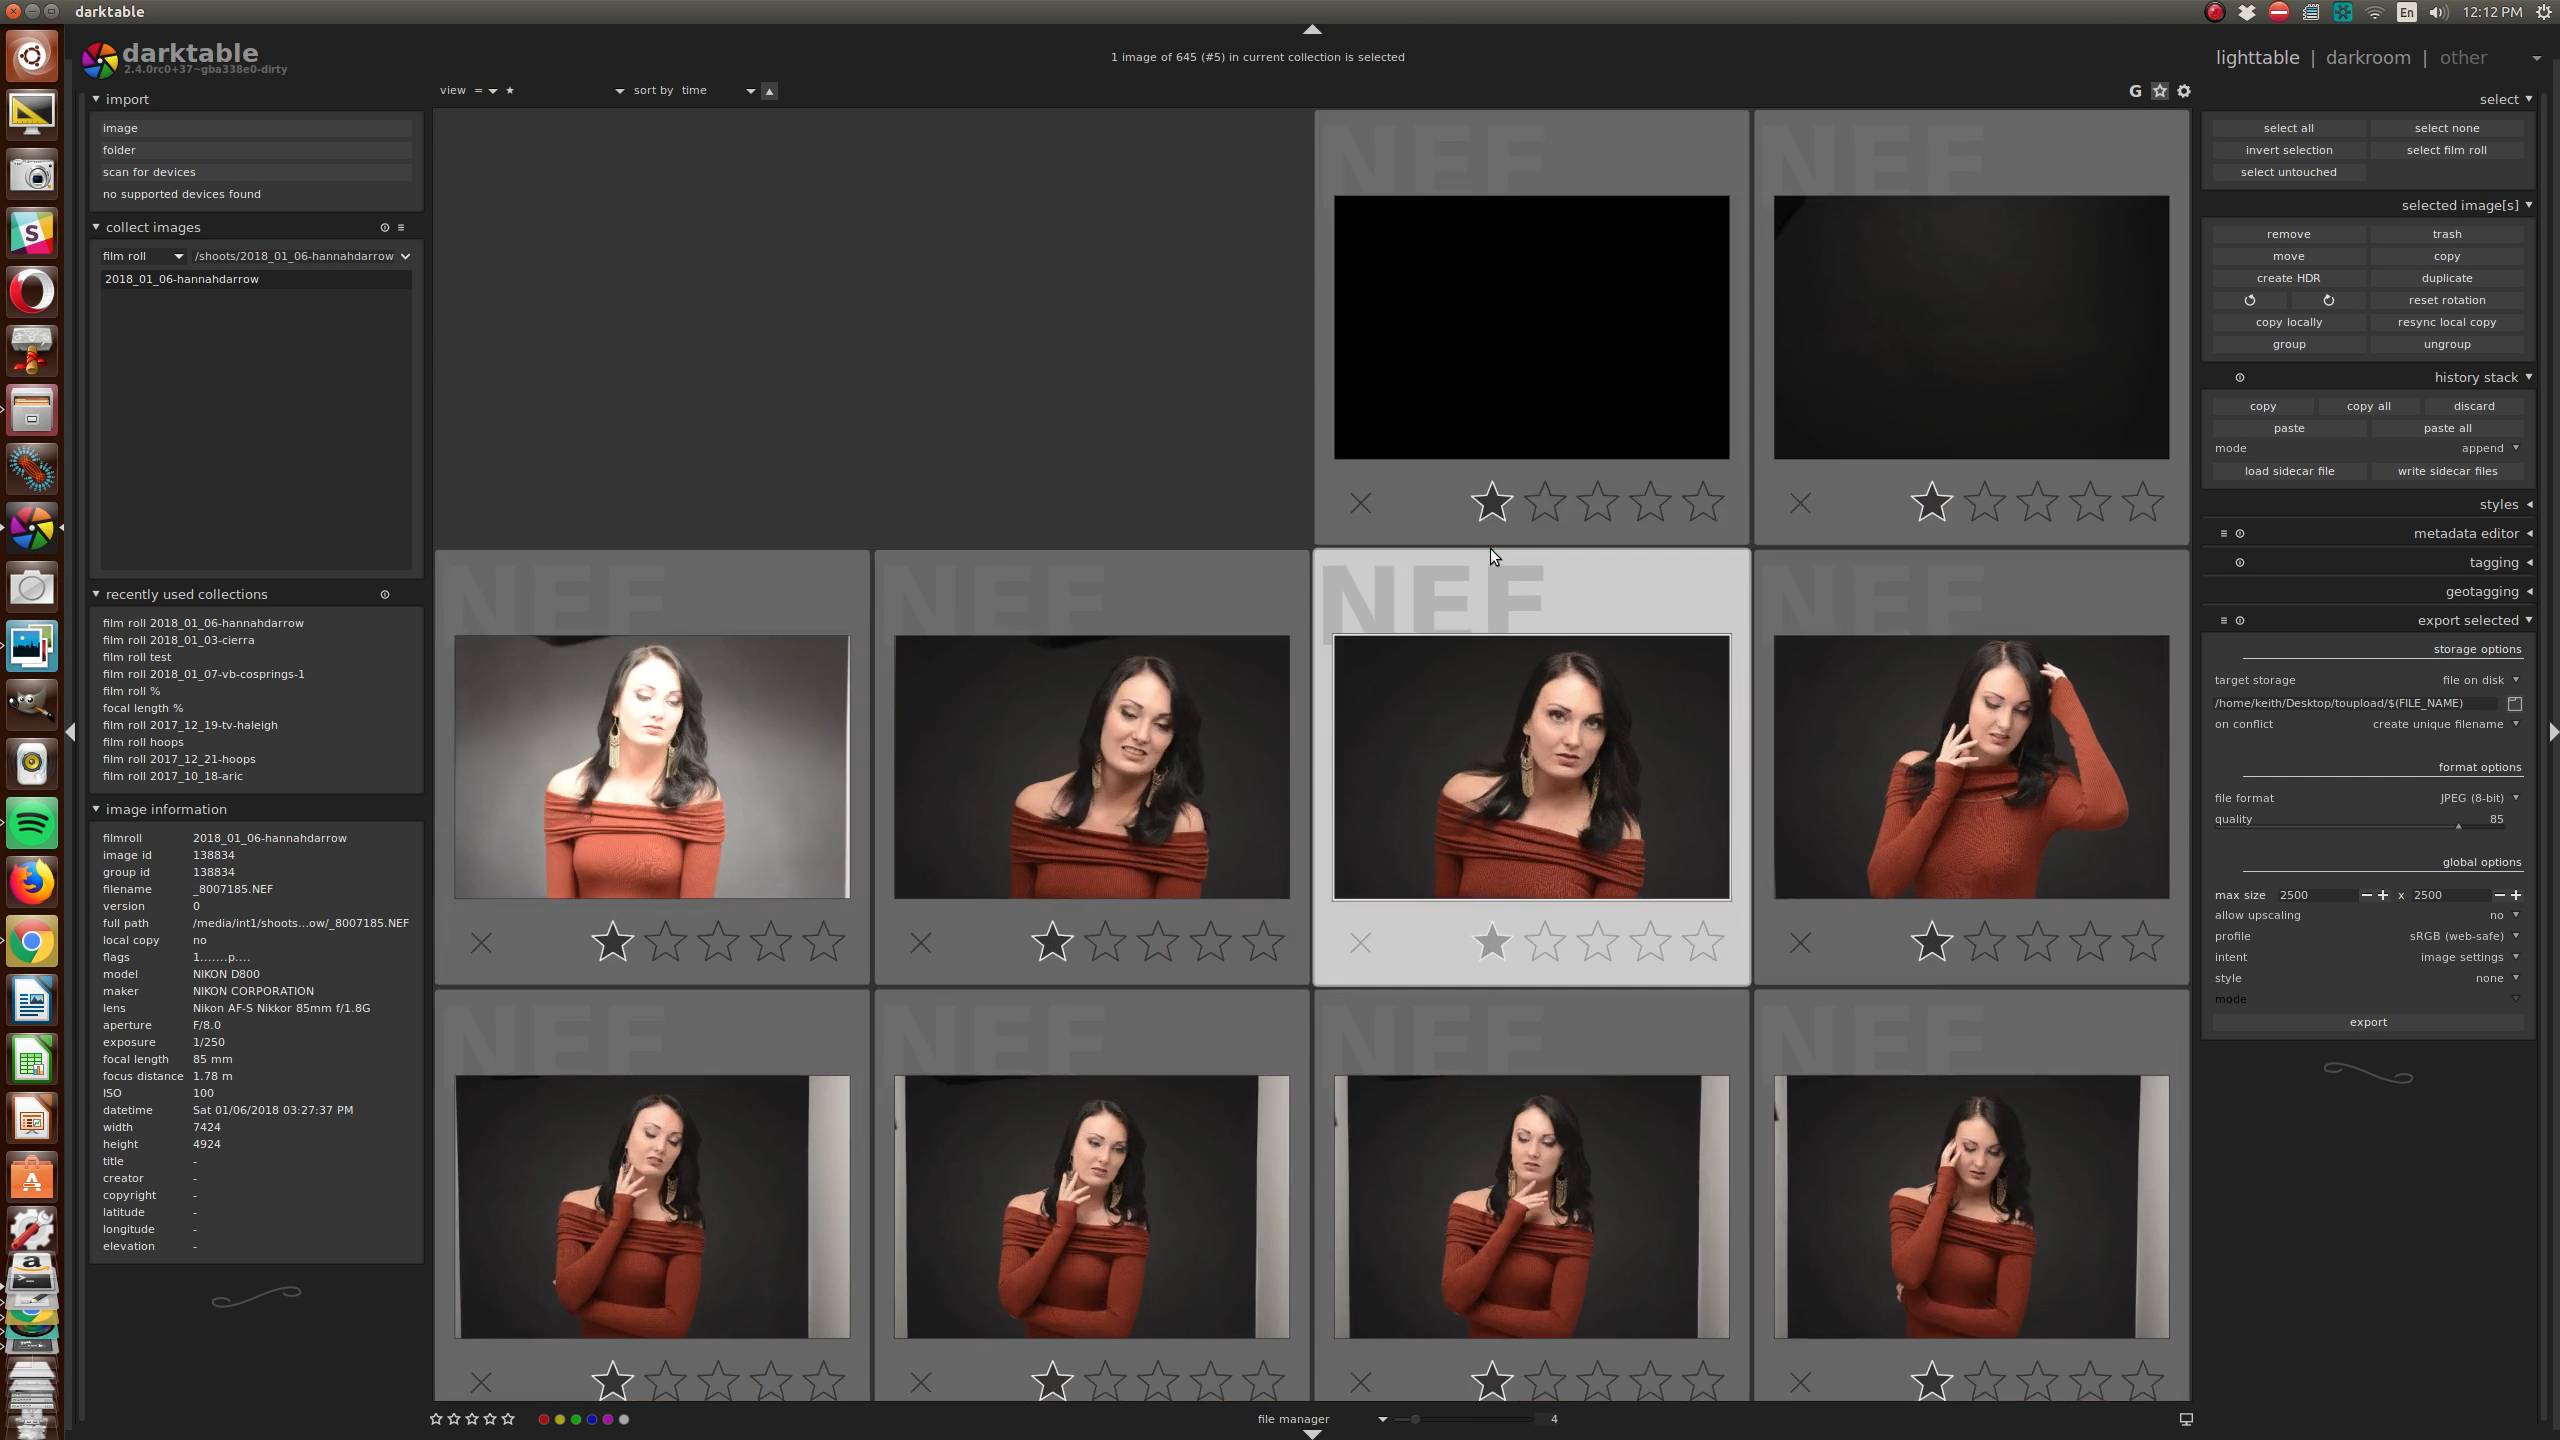 darktable
En
12:12 PM
darktable
2.4.0rc0+37~gba338e0-dirty
1 image of 645 (#5) in current collection is selected
lighttable | darkroom | other
view = ★ sort by time
G
import
image
folder
scan for devices
no supported devices found
collect images
film roll /shoots/2018_01_06-hannahdarrow
2018_01_06-hannahdarrow
recently used collections
film roll 2018_01_06-hannahdarrow
film roll 2018_01_03-cierra
film roll test
film roll 2018_01_07-vb-cosprings-1
film roll %
focal length %
film roll 2017_12_19-tv-haleigh
film roll hoops
film roll 2017_12_21-hoops
film roll 2017_10_18-aric
image information
filmroll 2018_01_06-hannahdarrow
image id 138834
group id 138834
filename _8007185.NEF
version 0
full path /media/int1/shoots...ow/_8007185.NEF
local copy no
flags 1.......p....
model NIKON D800
maker NIKON CORPORATION
lens Nikon AF-S Nikkor 85mm f/1.8G
aperture F/8.0
exposure 1/250
focal length 85 mm
focus distance 1.78 m
ISO 100
datetime Sat 01/06/2018 03:27:37 PM
width 7424
height 4924
title -
creator -
copyright -
latitude -
longitude -
elevation -
NEF NEF
NEF NEF NEF NEF
NEF NEF NEF NEF
file manager 4
select
select all select none
invert selection select film roll
select untouched
selected image[s]
remove trash
move copy
create HDR duplicate
reset rotation
copy locally resync local copy
group ungroup
history stack
copy copy all discard
paste paste all
mode append
load sidecar file write sidecar files
styles
metadata editor
tagging
geotagging
export selected
storage options
target storage file on disk
/home/keith/Desktop/toupload/$(FILE_NAME)
on conflict create unique filename
format options
file format JPEG (8-bit)
quality 85
global options
max size 2500 x 2500
allow upscaling no
profile sRGB (web-safe)
intent image settings
style none
mode
export